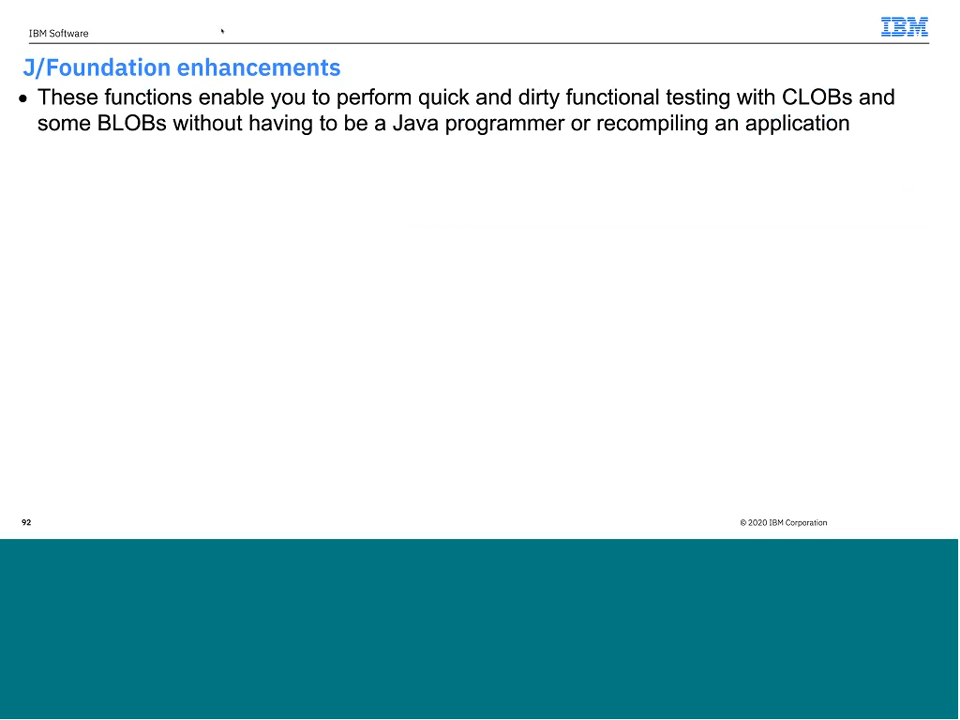 IBM Software
IBM
J/Foundation enhancements
• These functions enable you to perform quick and dirty functional testing with CLOBs and
some BLOBs without having to be a Java programmer or recompiling an application
92
© 2020 IBM Corporation